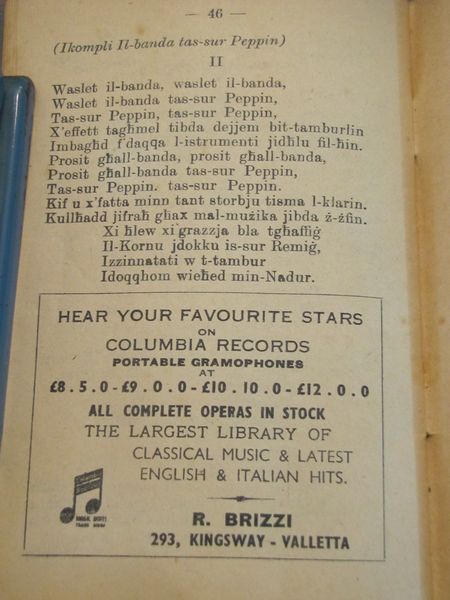 — 46 —
(Ikompli Il-banda tas-sur Peppin)
II
Waslet il-banda, waslet il-banda,
Waslet il-banda tas-sur Peppin,
Tas-sur Peppin, tas-sur Peppin,
X'effett tagħmel tibda dejjem bit-tamburlin
Imbagħd f'daqqa l-istrumenti jidħlu fil-ħin.
Prosit għall-banda, prosit għall-banda,
Prosit għall-banda tas-sur Peppin,
Tas-sur Peppin. tas-sur Peppin.
Kif u x'fatta minn tant storbju tisma l-klarin.
Kullħadd jifraħ għax mal-mużika jibda ż-żfin.
Xi ħlew xi grazzja bla tgħaffiġ
Il-Kornu jdokku is-sur Remiġ,
Izzinnatati w t-tambur
Idoqqhom wieħed min-Nadur.
HEAR YOUR FAVOURITE STARS
ON
COLUMBIA RECORDS
PORTABLE GRAMOPHONES
AT
£8.5.0-£9.0.0-£10.10.0-£12.0.0
ALL COMPLETE OPERAS IN STOCK
THE LARGEST LIBRARY OF
CLASSICAL MUSIC & LATEST
ENGLISH & ITALIAN HITS.
R. BRIZZI
293, KINGSWAY - VALLETTA